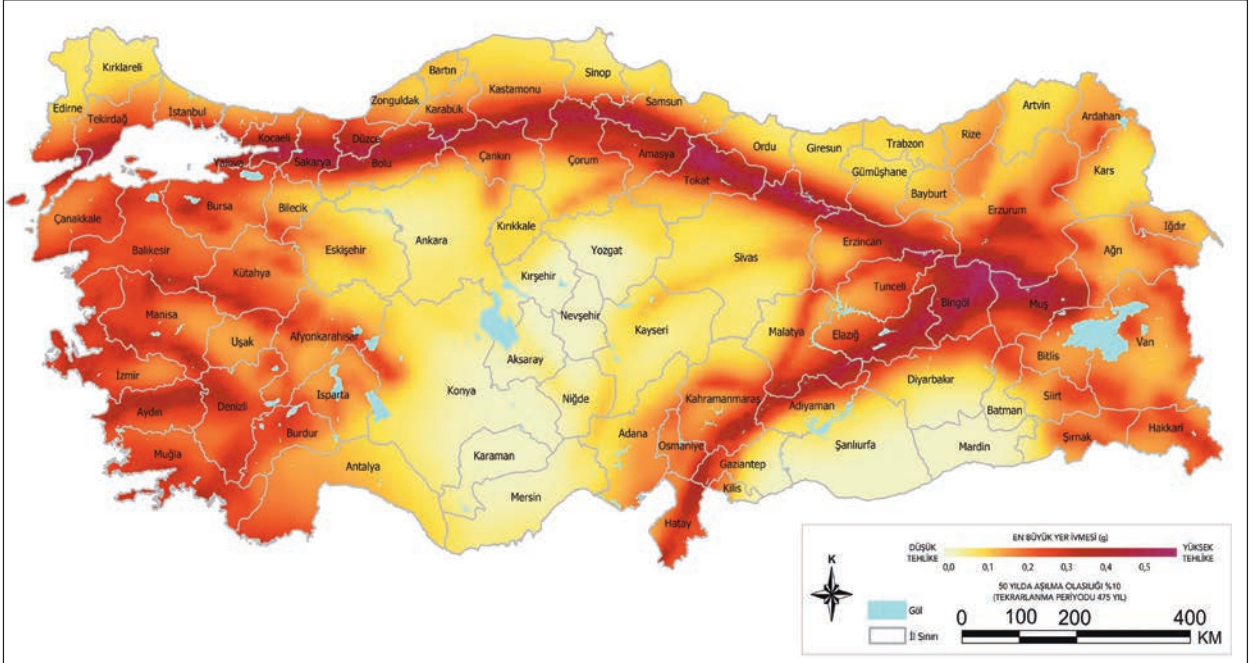 Kırklareli
Edirne
Tekirdağ
İstanbul
Kocaeli
Yalova
Sakarya
Düzce
Bolu
Zonguldak
Bartın
Karabük
Kastamonu
Sinop
Samsun
Çankırı
Çorum
Amasya
Tokat
Ordu
Giresun
Trabzon
Gümüşhane
Bayburt
Rize
Artvin
Ardahan
Kars
Iğdır
Ağrı
Erzurum
Erzincan
Çanakkale
Bursa
Bilecik
Balıkesir
Kütahya
Eskişehir
Ankara
Kırıkkale
Yozgat
Kırşehir
Sivas
Tunceli
Bingöl
Muş
Manisa
Uşak
Afyonkarahisar
Nevşehir
Kayseri
Malatya
Elazığ
Bitlis
Van
İzmir
Aydın
Denizli
Isparta
Burdur
Konya
Aksaray
Niğde
Kahramanmaraş
Adıyaman
Diyarbakır
Batman
Siirt
Şırnak
Hakkari
Muğla
Antalya
Karaman
Mersin
Adana
Osmaniye
Gaziantep
Kilis
Hatay
Şanlıurfa
Mardin
EN BÜYÜK YER İVMESİ (g)
DÜŞÜK TEHLİKE
YÜKSEK TEHLİKE
0,0 0,1 0,2 0,3 0,4 0,5
50 YILDA AŞILMA OLASILIĞI %10
(TEKRARLANMA PERİYODU 475 YIL)
K
Göl
İl Sınırı
0 100 200 400
KM